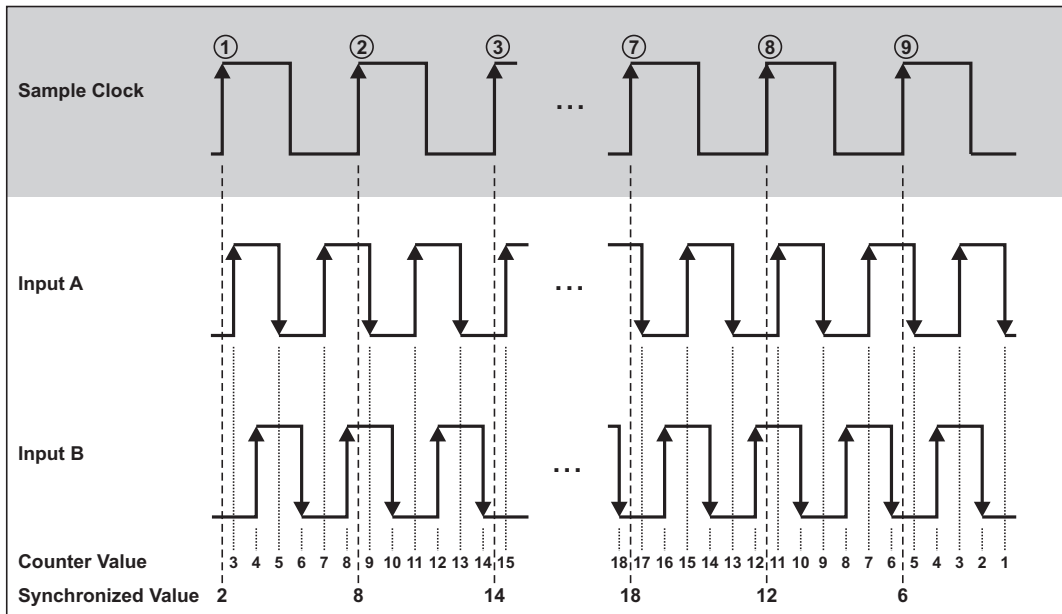 ① ② ③ ⑦ ⑧ ⑨
Sample Clock
...
Input A
...
Input B
...
Counter Value 3 4 5 6 7 8 9 10 11 12 13 14 15 18 17 16 15 14 13 12 11 10 9 8 7 6 5 4 3 2 1
Synchronized Value 2 8 14 18 12 6